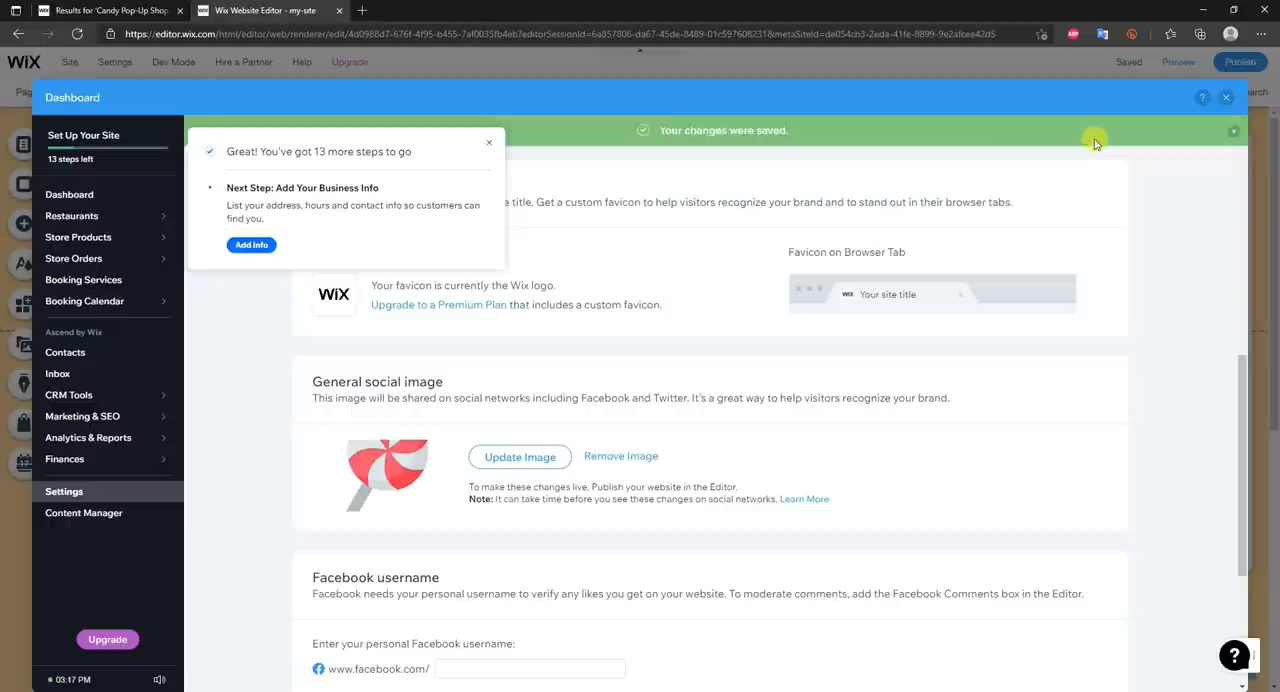 WiX Results for 'Candy Pop-Up Shop
WiX Wix Website Editor - my-site
https://editor.wix.com/html/editor/web/renderer/edit/4d0988d7-676f-4f95-b455-7af0035fb4eb?editorSessionId=6a857806-da67-45de-8489-01c597608231&metaSiteId=de054cb3-2eda-41fe-8899-9e2afcee42d5
WiX Site Settings Dev Mode Hire a Partner Help Upgrade Saved Preview Publish
Dashboard
Set Up Your Site
13 steps left
Dashboard
Restaurants
Store Products
Store Orders
Booking Services
Booking Calendar
Ascend by Wix
Contacts
Inbox
CRM Tools
Marketing & SEO
Analytics & Reports
Finances
Settings
Content Manager
Upgrade
03:17 PM
Your changes were saved.
Great! You've got 13 more steps to go
Next Step: Add Your Business Info
List your address, hours and contact info so customers can
find you.
Add Info
e title. Get a custom favicon to help visitors recognize your brand and to stand out in their browser tabs.
Favicon on Browser Tab
WiX
Your favicon is currently the Wix logo.
Upgrade to a Premium Plan that includes a custom favicon.
WiX Your site title
General social image
This image will be shared on social networks including Facebook and Twitter. It's a great way to help visitors recognize your brand.
Update Image Remove Image
To make these changes live, Publish your website in the Editor.
Note: It can take time before you see these changes on social networks. Learn More
Facebook username
Facebook needs your personal username to verify any likes you get on your website. To moderate comments, add the Facebook Comments box in the Editor.
Enter your personal Facebook username:
www.facebook.com/